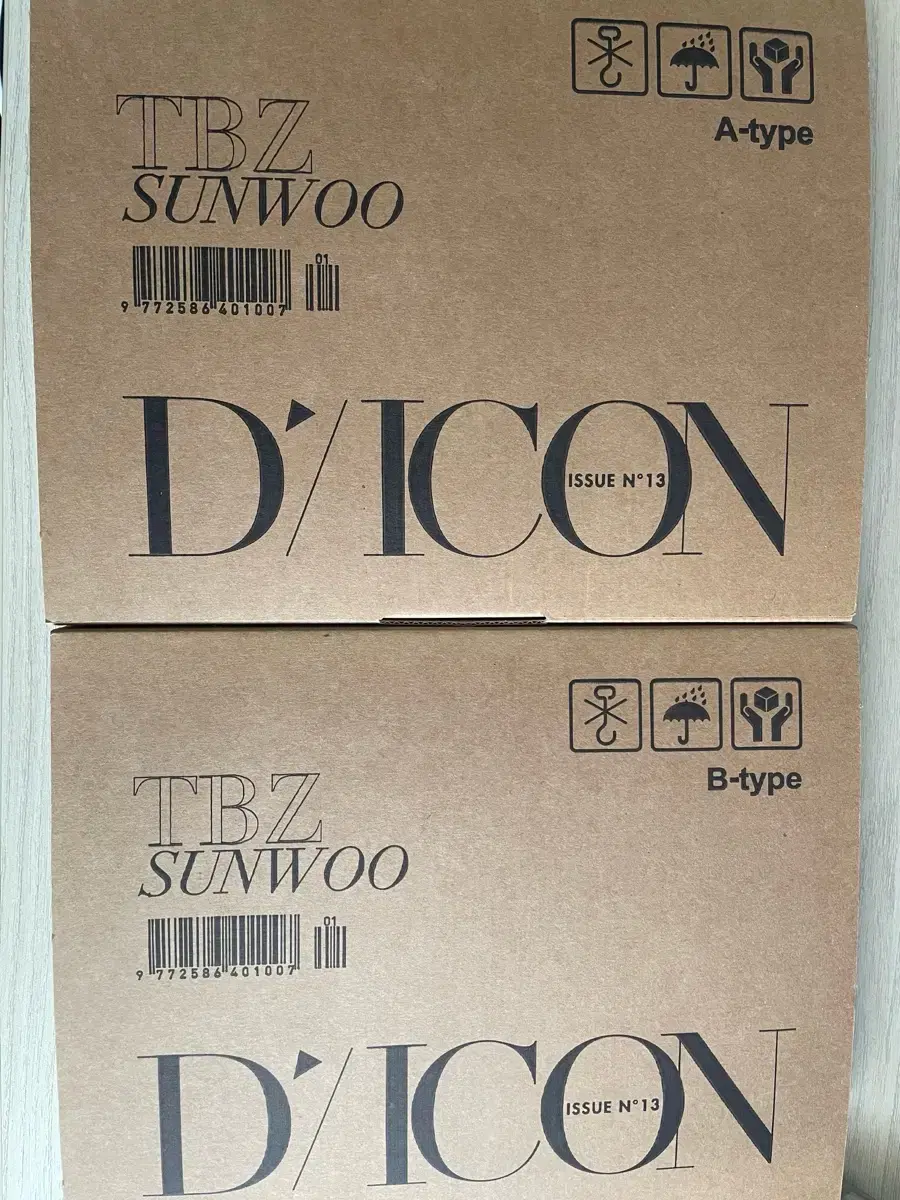 A-type
TBZ
SUNWOO
01
9 772586 401007
D'/ICON
ISSUE N°13
B-type
TBZ
SUNWOO
01
9 772586 401007
D'/ICON
ISSUE N°13